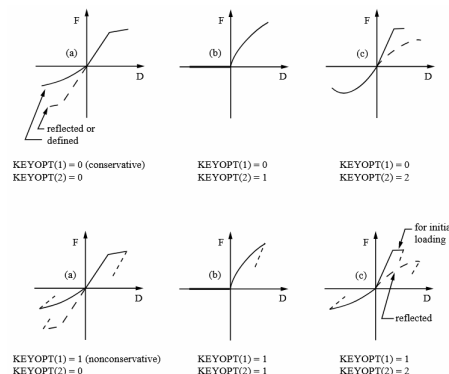 F
(a)
D
reflected or
defined
KEYOPT(1) = 0 (conservative)
KEYOPT(2) = 0
F
(b)
D
KEYOPT(1) = 0
KEYOPT(2) = 1
F
(c)
D
KEYOPT(1) = 0
KEYOPT(2) = 2
F
(a)
D
KEYOPT(1) = 1 (nonconservative)
KEYOPT(2) = 0
F
(b)
D
KEYOPT(1) = 1
KEYOPT(2) = 1
F
(c)
for initia
loading
D
reflected
KEYOPT(1) = 1
KEYOPT(2) = 2